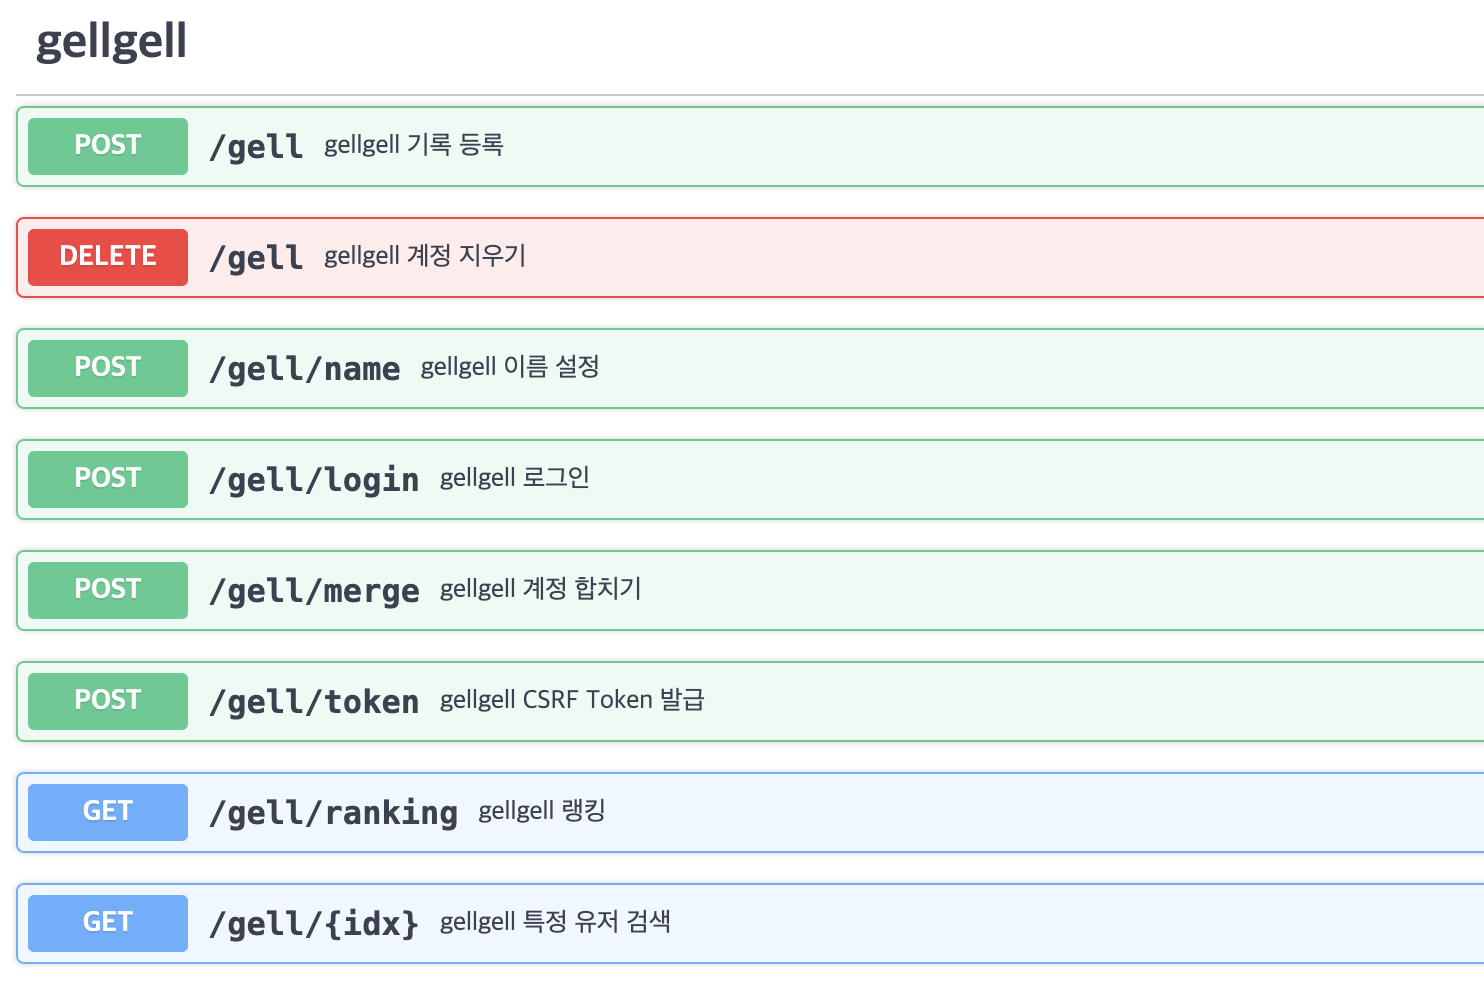 gellgell
POST /gell gellgell 기록 등록
DELETE /gell gellgell 계정 지우기
POST /gell/name gellgell 이름 설정
POST /gell/login gellgell 로그인
POST /gell/merge gellgell 계정 합치기
POST /gell/token gellgell CSRF Token 발급
GET /gell/ranking gellgell 랭킹
GET /gell/{idx} gellgell 특정 유저 검색